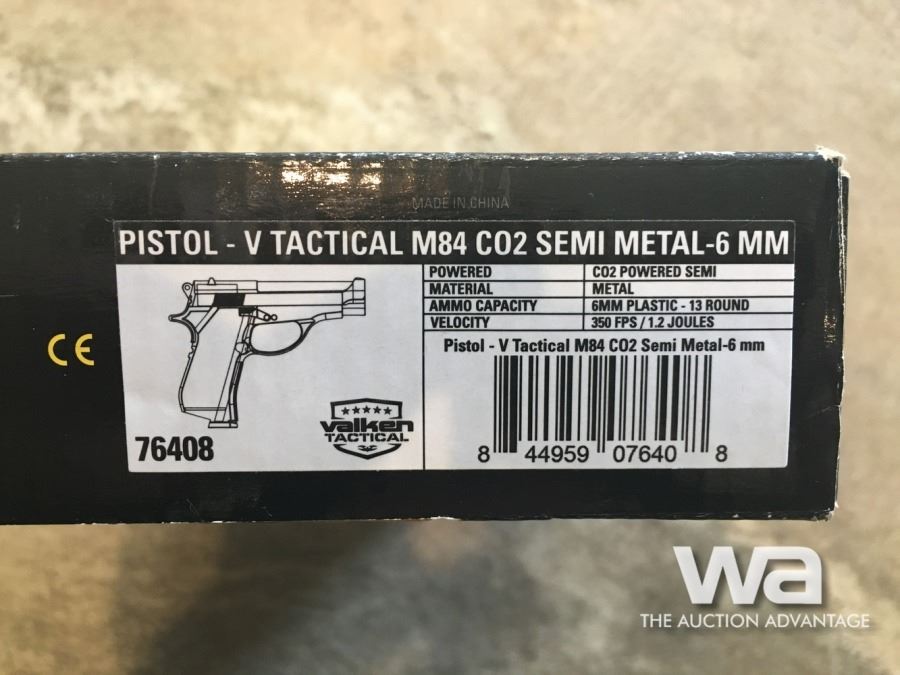 MADE IN CHINA
PISTOL - V TACTICAL M84 CO2 SEMI METAL-6 MM
POWERED CO2 POWERED SEMI
MATERIAL METAL
AMMO CAPACITY 6MM PLASTIC - 13 ROUND
VELOCITY 350 FPS / 1.2 JOULES
Pistol - V Tactical M84 CO2 Semi Metal-6 mm
CE
valken
TACTICAL
76408
8 44959 07640 8
wa
THE AUCTION ADVANTAGE